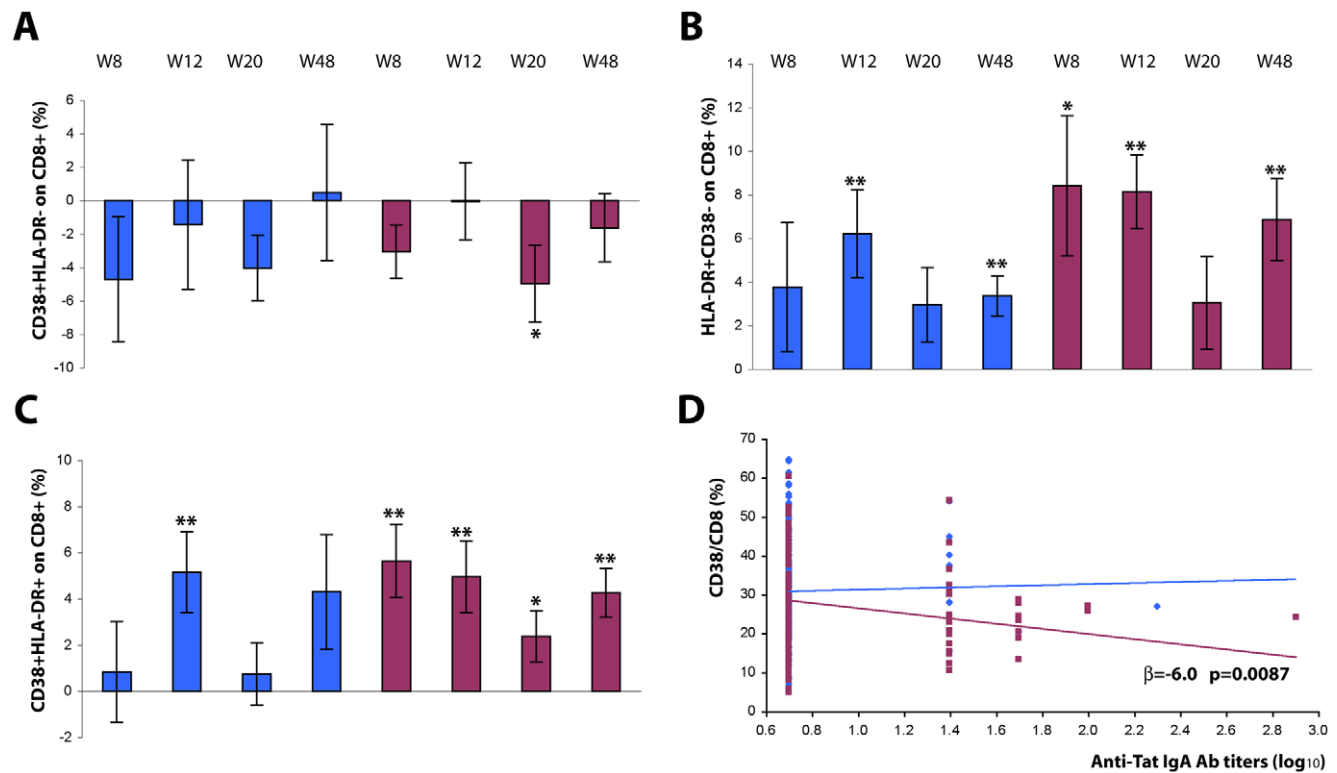 A
W8 W12 W20 W48 W8 W12 W20 W48
6
4
2
0
-2
-4
-6
-8
-10
CD38+HLA-DR- on CD8+ (%)
*
B
W8 W12 W20 W48 W8 W12 W20 W48
14
12
10
8
6
4
2
0
HLA-DR+CD38- on CD8+ (%)
** ** * ** **
C
10
8
6
4
2
0
-2
CD38+HLA-DR+ on CD8+ (%)
** ** ** * **
D
70
60
50
40
30
20
10
0
CD38/CD8 (%)
β=-6.0 p=0.0087
0.6 0.8 1.0 1.2 1.4 1.6 1.8 2.0 2.2 2.4 2.6 2.8 3.0
Anti-Tat IgA Ab titers (log10)